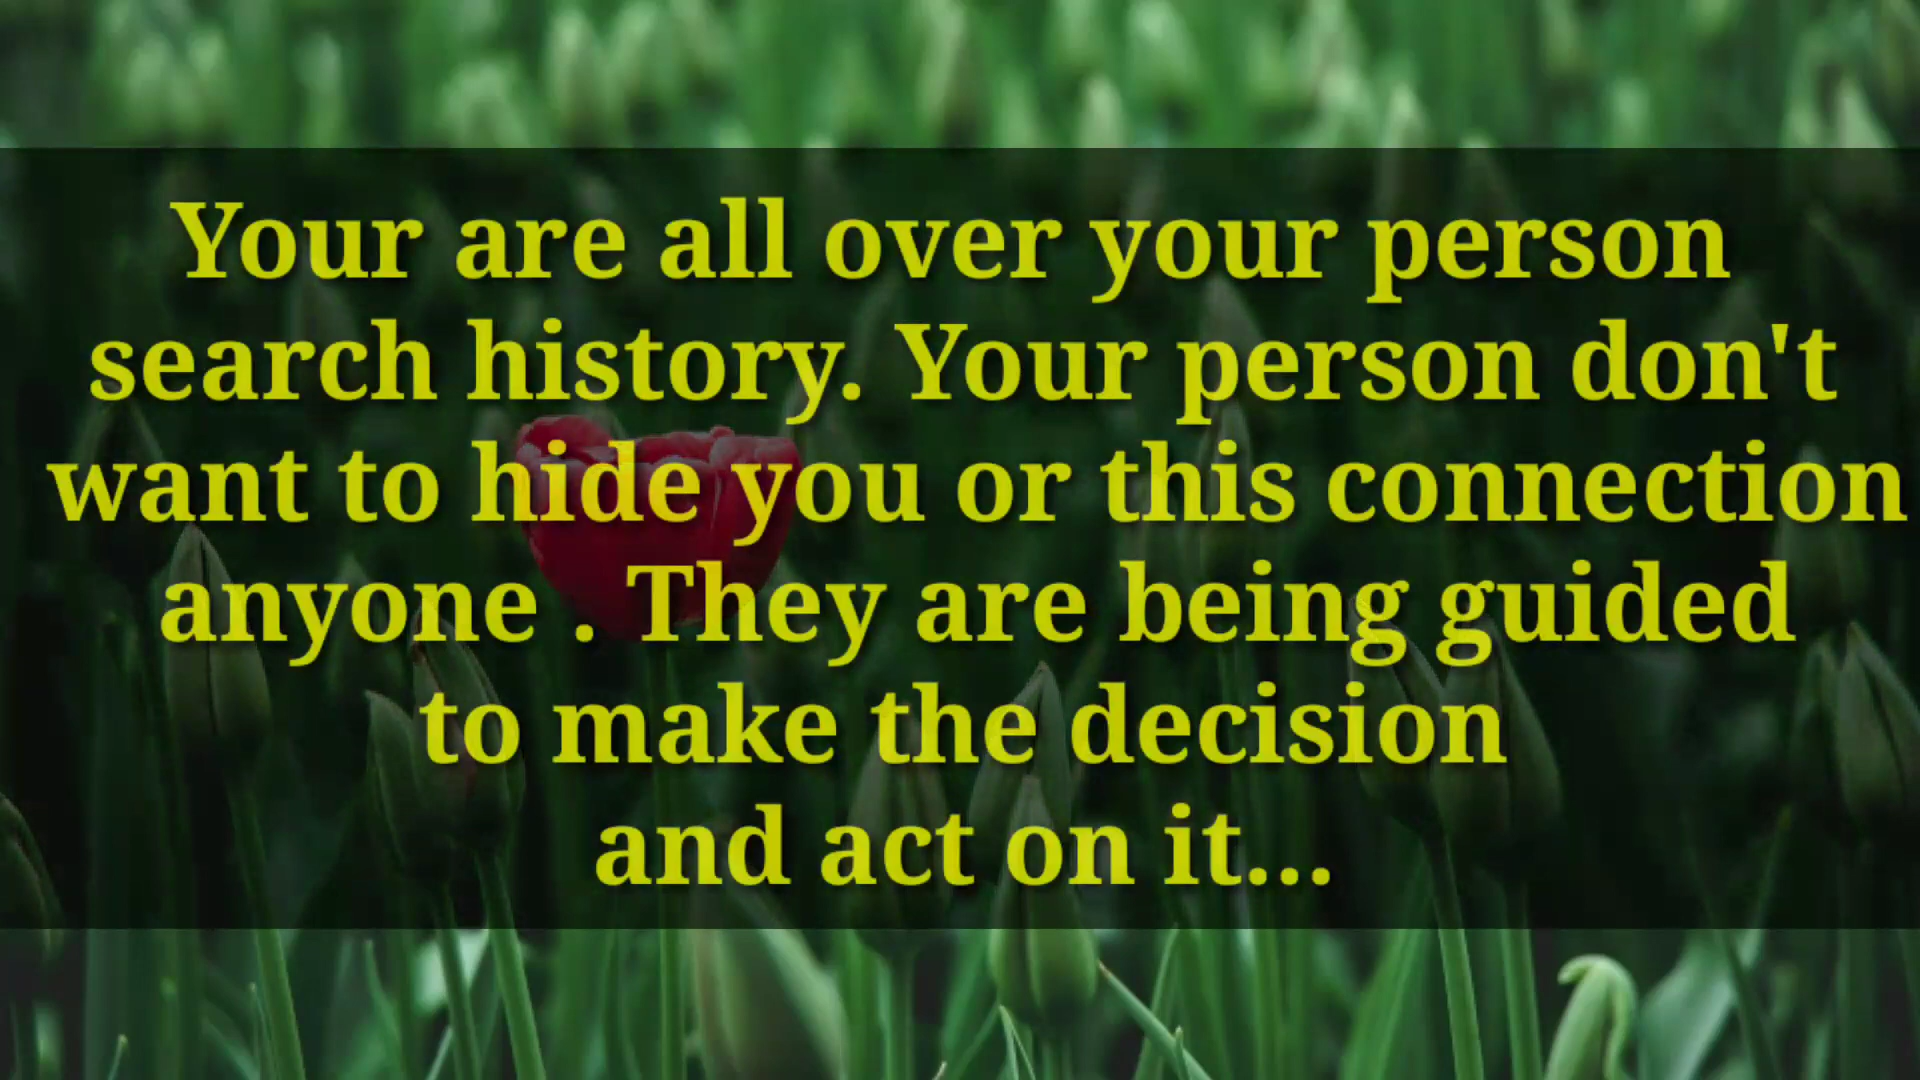 Your are all over your person
search history. Your person don't
want to hide you or this connection
anyone . They are being guided
to make the decision
and act on it...